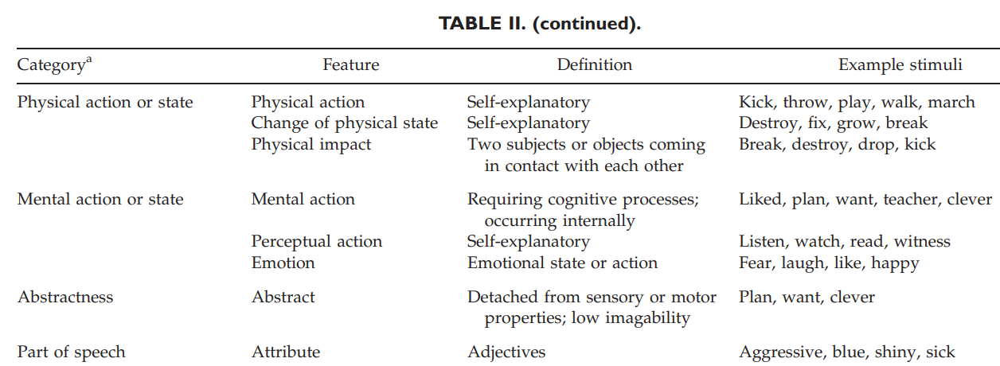 TABLE II. (continued).
Categoryᵃ Feature Definition Example stimuli
Physical action or state Physical action Self-explanatory Kick, throw, play, walk, march
Change of physical state Self-explanatory Destroy, fix, grow, break
Physical impact Two subjects or objects coming Break, destroy, drop, kick
in contact with each other
Mental action or state Mental action Requiring cognitive processes; Liked, plan, want, teacher, clever
occurring internally
Perceptual action Self-explanatory Listen, watch, read, witness
Emotion Emotional state or action Fear, laugh, like, happy
Abstractness Abstract Detached from sensory or motor Plan, want, clever
properties; low imagability
Part of speech Attribute Adjectives Aggressive, blue, shiny, sick